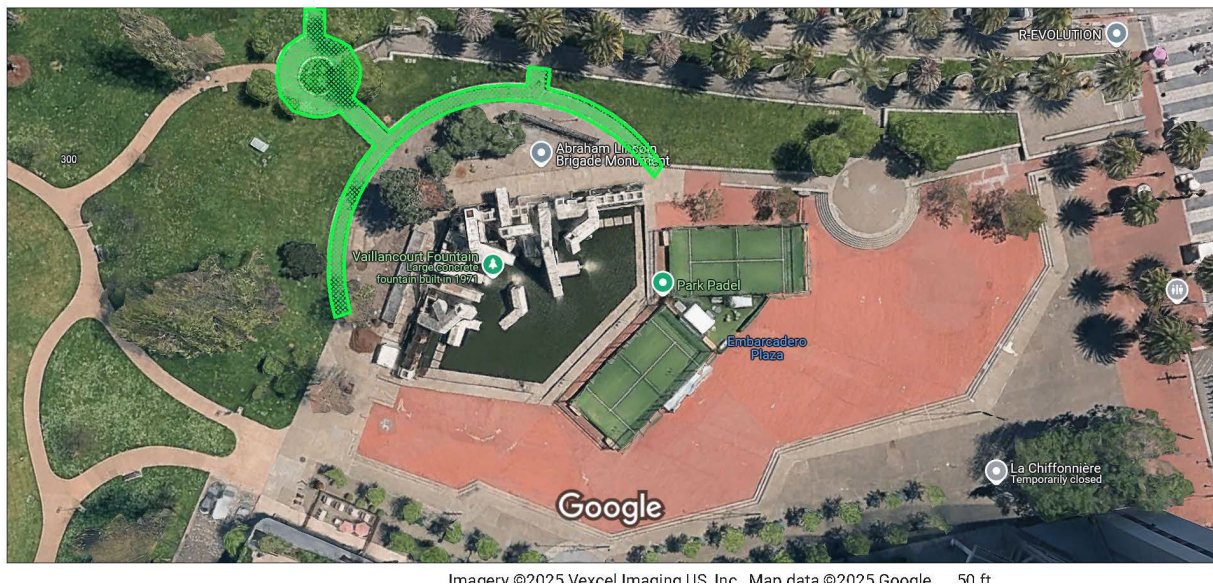 R-EVOLUTION
300
Abraham Lincoln
Brigade Monument
Vaillancourt Fountain
Large concrete
fountain built in 1971
Park Padel
Embarcadero
Plaza
La Chiffonnière
Temporarily closed
Google
Imagery ©2025 Vexcel Imaging US, Inc., Map data ©2025 Google 50 ft